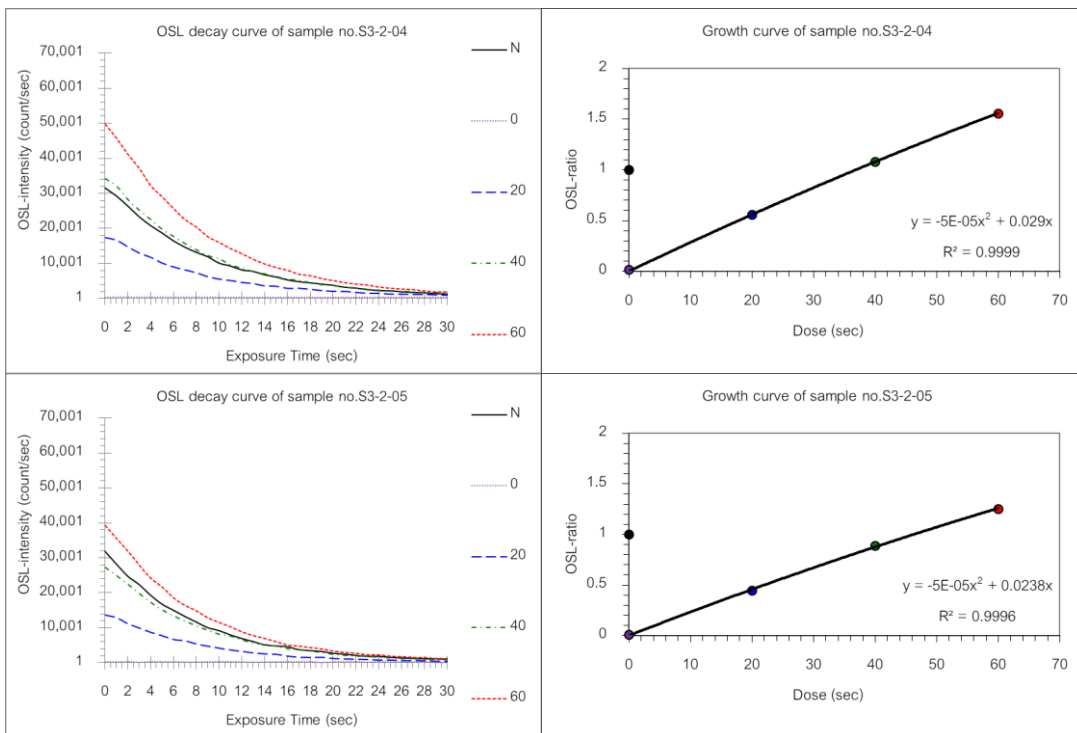 OSL decay curve of sample no.S3-2-04
OSL-intensity (count/sec)
70,001
60,001
50,001
40,001
30,001
20,001
10,001
1
0 2 4 6 8 10 12 14 16 18 20 22 24 26 28 30
Exposure Time (sec)
N
0
20
40
60
Growth curve of sample no.S3-2-04
OSL-ratio
2
1.5
1
0.5
0
0 10 20 30 40 50 60 70
Dose (sec)
y = -5E-05x² + 0.029x
R² = 0.9999
OSL decay curve of sample no.S3-2-05
OSL-intensity (count/sec)
70,001
60,001
50,001
40,001
30,001
20,001
10,001
1
0 2 4 6 8 10 12 14 16 18 20 22 24 26 28 30
Exposure Time (sec)
N
0
20
40
60
Growth curve of sample no.S3-2-05
OSL-ratio
2
1.5
1
0.5
0
0 10 20 30 40 50 60 70
Dose (sec)
y = -5E-05x² + 0.0238x
R² = 0.9996